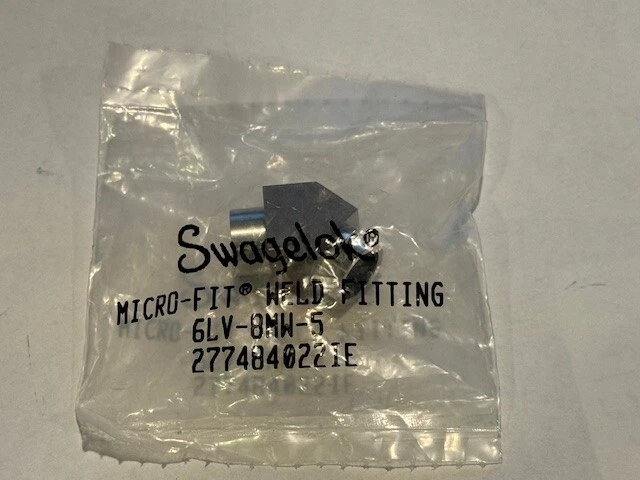 Swagelok®
MICRO-FIT® WELD FITTING
6LV-8MW-5
2774840221E